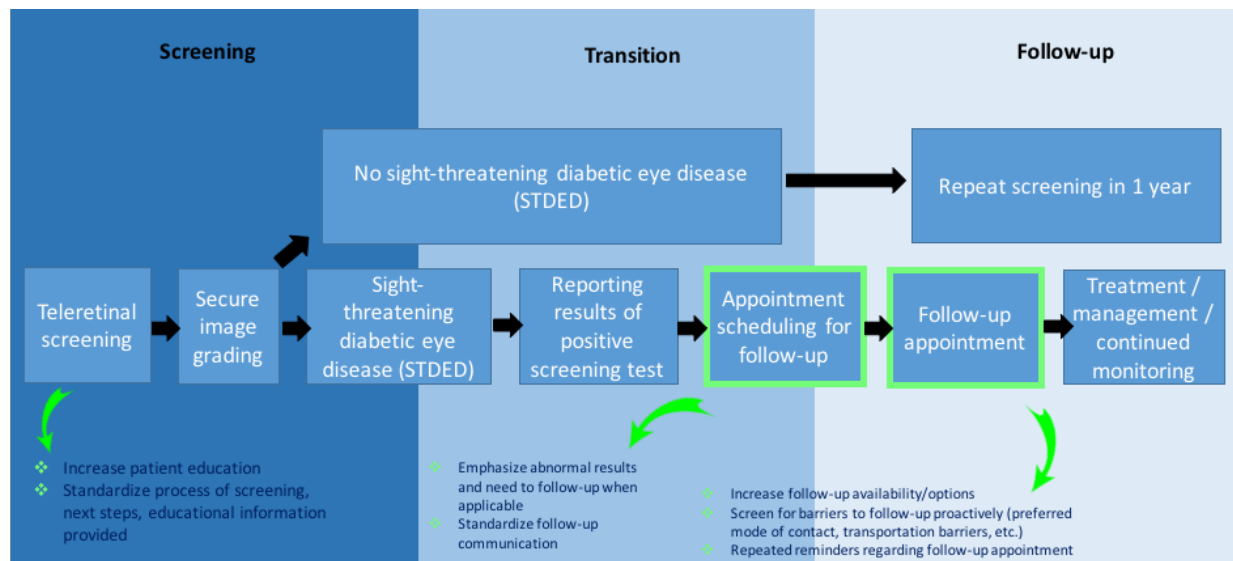 Screening
Transition
Follow-up
No sight-threatening diabetic eye disease
(STDED)
Repeat screening in 1 year
Teleretinal
screening
Secure
image
grading
Sight-
threatening
diabetic eye
disease (STDED)
Reporting
results of
positive
screening test
Appointment
scheduling for
follow-up
Follow-up
appointment
Treatment /
management /
continued
monitoring
Increase patient education
Standardize process of screening,
next steps, educational information
provided
Emphasize abnormal results
and need to follow-up when
applicable
Standardize follow-up
communication
Increase follow-up availability/options
Screen for barriers to follow-up proactively (preferred
mode of contact, transportation barriers, etc.)
Repeated reminders regarding follow-up appointment